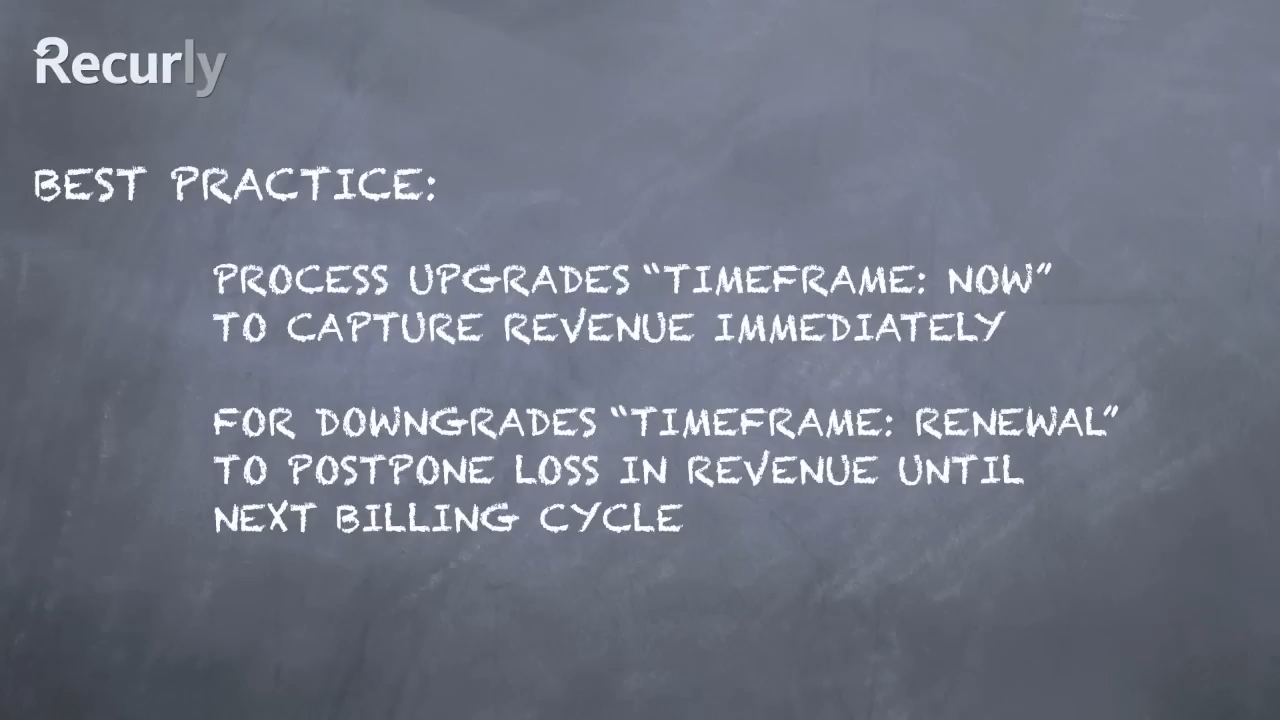 Recurly
BEST PRACTICE:
PROCESS UPGRADES “TIMEFRAME: NOW”
TO CAPTURE REVENUE IMMEDIATELY
FOR DOWNGRADES “TIMEFRAME: RENEWAL”
TO POSTPONE LOSS IN REVENUE UNTIL
NEXT BILLING CYCLE